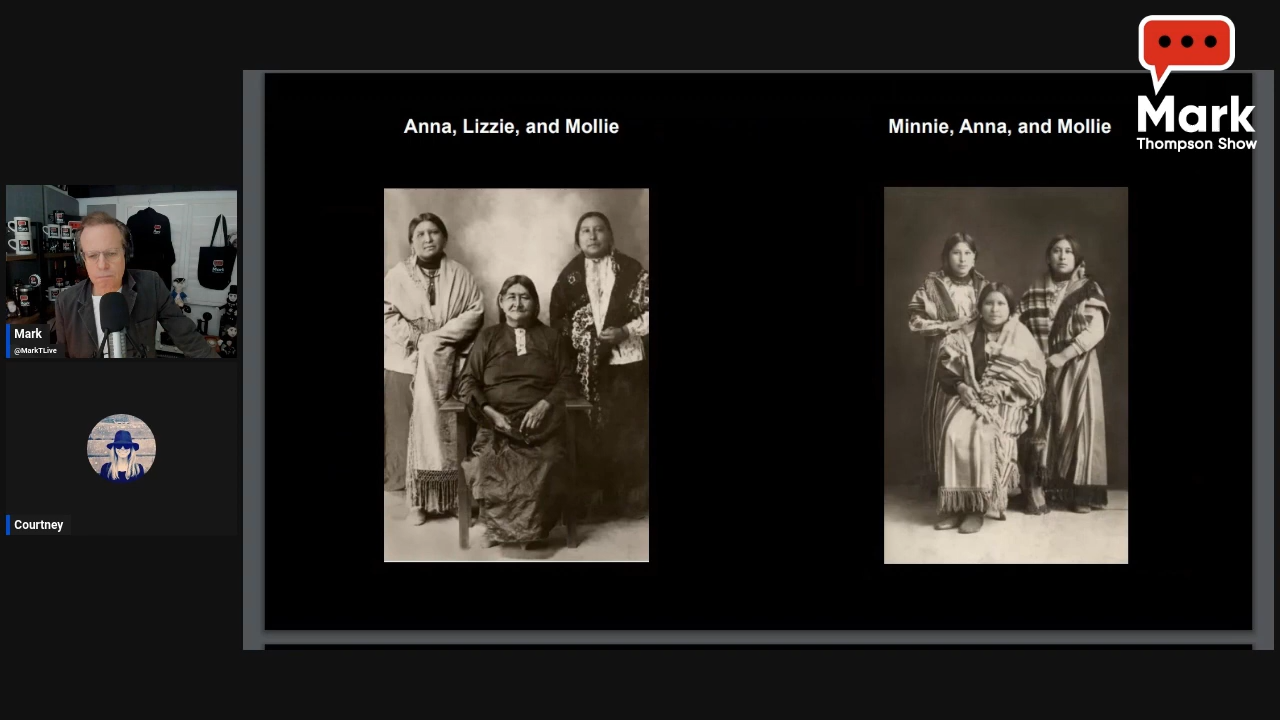 Mark
Thompson Show
Anna, Lizzie, and Mollie
Minnie, Anna, and Mollie
Mark
@MarkTLive
Courtney